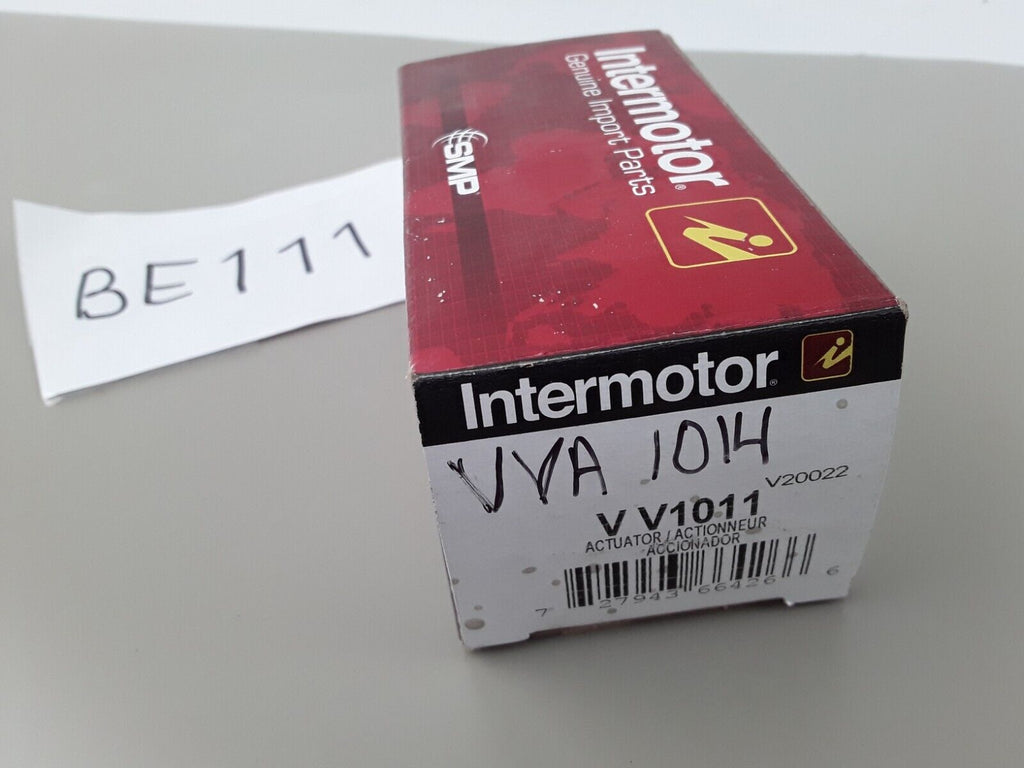 Intermotor®
Genuine Import Parts
SMP
BE111
Intermotor®
VVA 1014
V20022
V V1011
ACTUATOR / ACTIONNEUR
ACCIONADOR
7 27943 66426 6